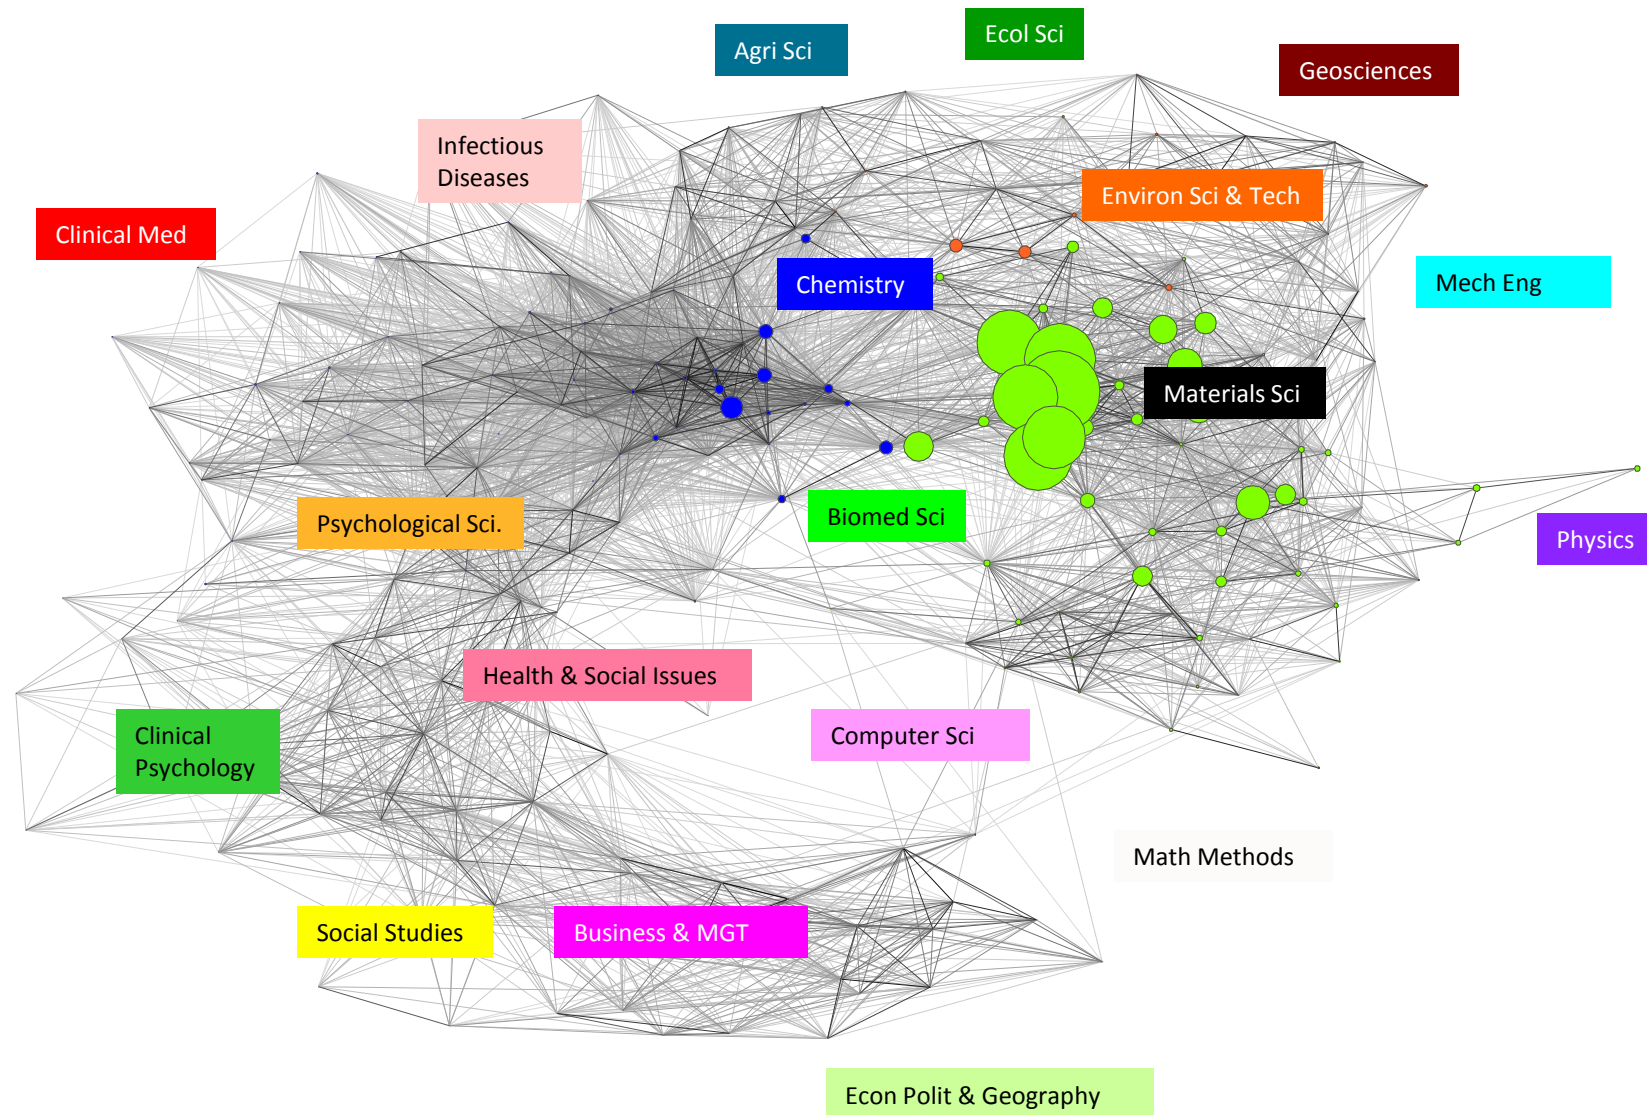 Ecol Sci
Agri Sci
Geosciences
Infectious
Diseases
Environ Sci & Tech
Clinical Med
Chemistry
Mech Eng
Materials Sci
Psychological Sci.
Biomed Sci
Physics
Health & Social Issues
Clinical
Psychology
Computer Sci
Math Methods
Social Studies
Business & MGT
Econ Polit & Geography